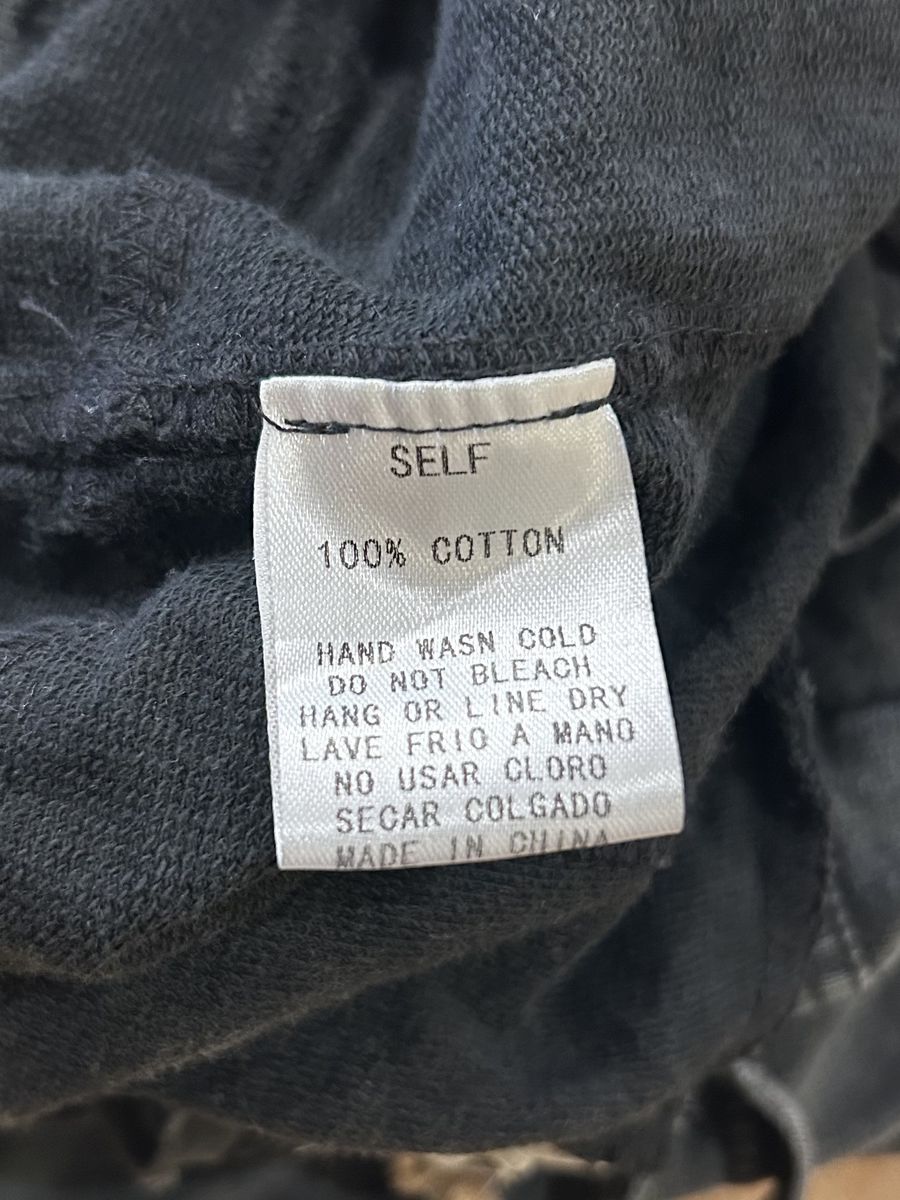 SELF
100% COTTON
HAND WASN COLD
DO NOT BLEACH
HANG OR LINE DRY
LAVE FRIO A MANO
NO USAR CLORO
SECAR COLGADO
MADE IN CHINA